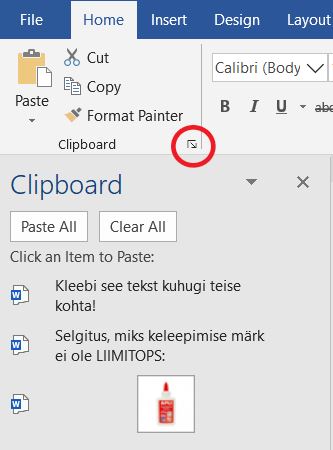 File Home Insert Design Layout
Cut
Copy
Paste
Format Painter
Clipboard
Calibri (Body
B I U abc
Clipboard
Paste All Clear All
Click an Item to Paste:
Kleebi see tekst kuhugi teise
kohta!
Selgitus, miks keleepimise märk
ei ole LIIMITOPS: